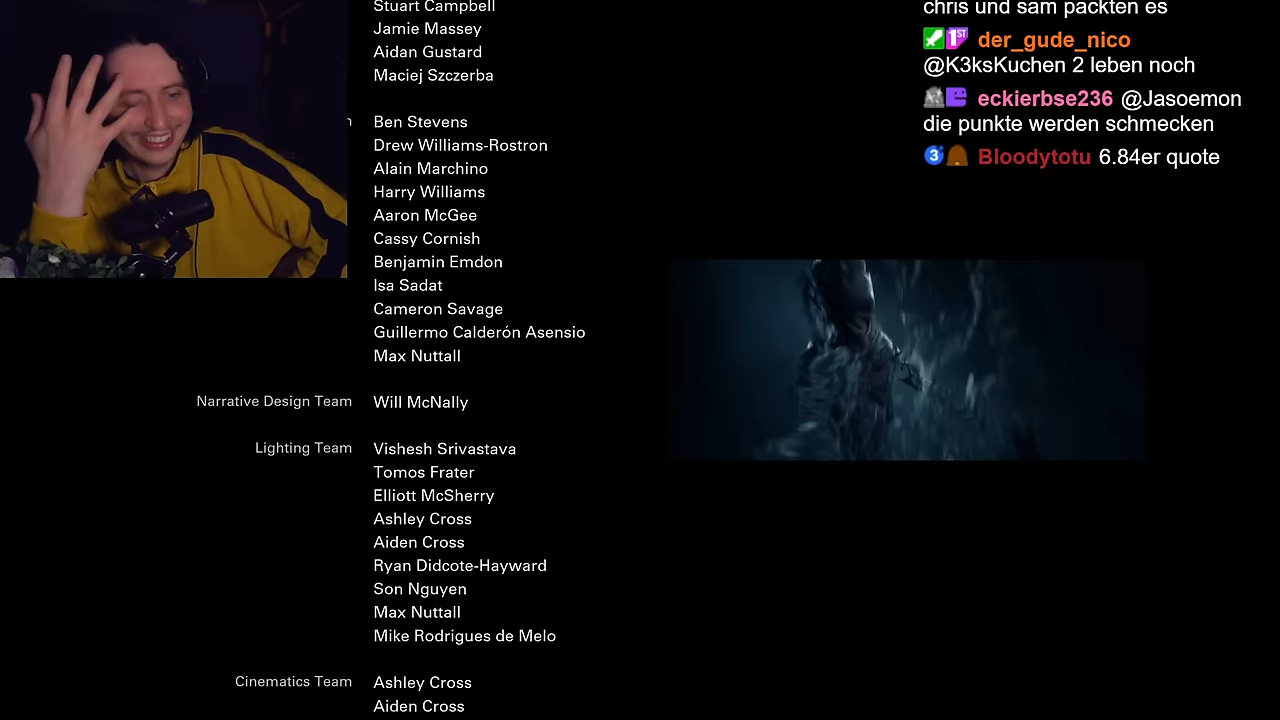 Stuart Campbell
Jamie Massey
Aidan Gustard
Maciej Szczerba
Ben Stevens
Drew Williams-Rostron
Alain Marchino
Harry Williams
Aaron McGee
Cassy Cornish
Benjamin Emdon
Isa Sadat
Cameron Savage
Guillermo Calderón Asensio
Max Nuttall
Narrative Design Team Will McNally
Lighting Team Vishesh Srivastava
Tomos Frater
Elliott McSherry
Ashley Cross
Aiden Cross
Ryan Didcote-Hayward
Son Nguyen
Max Nuttall
Mike Rodrigues de Melo
Cinematics Team Ashley Cross
Aiden Cross
chris und sam packten es
1ST der_gude_nico
@K3ksKuchen 2 leben noch
eckierbse236 @Jasoemon
die punkte werden schmecken
3 Bloodytotu 6.84er quote